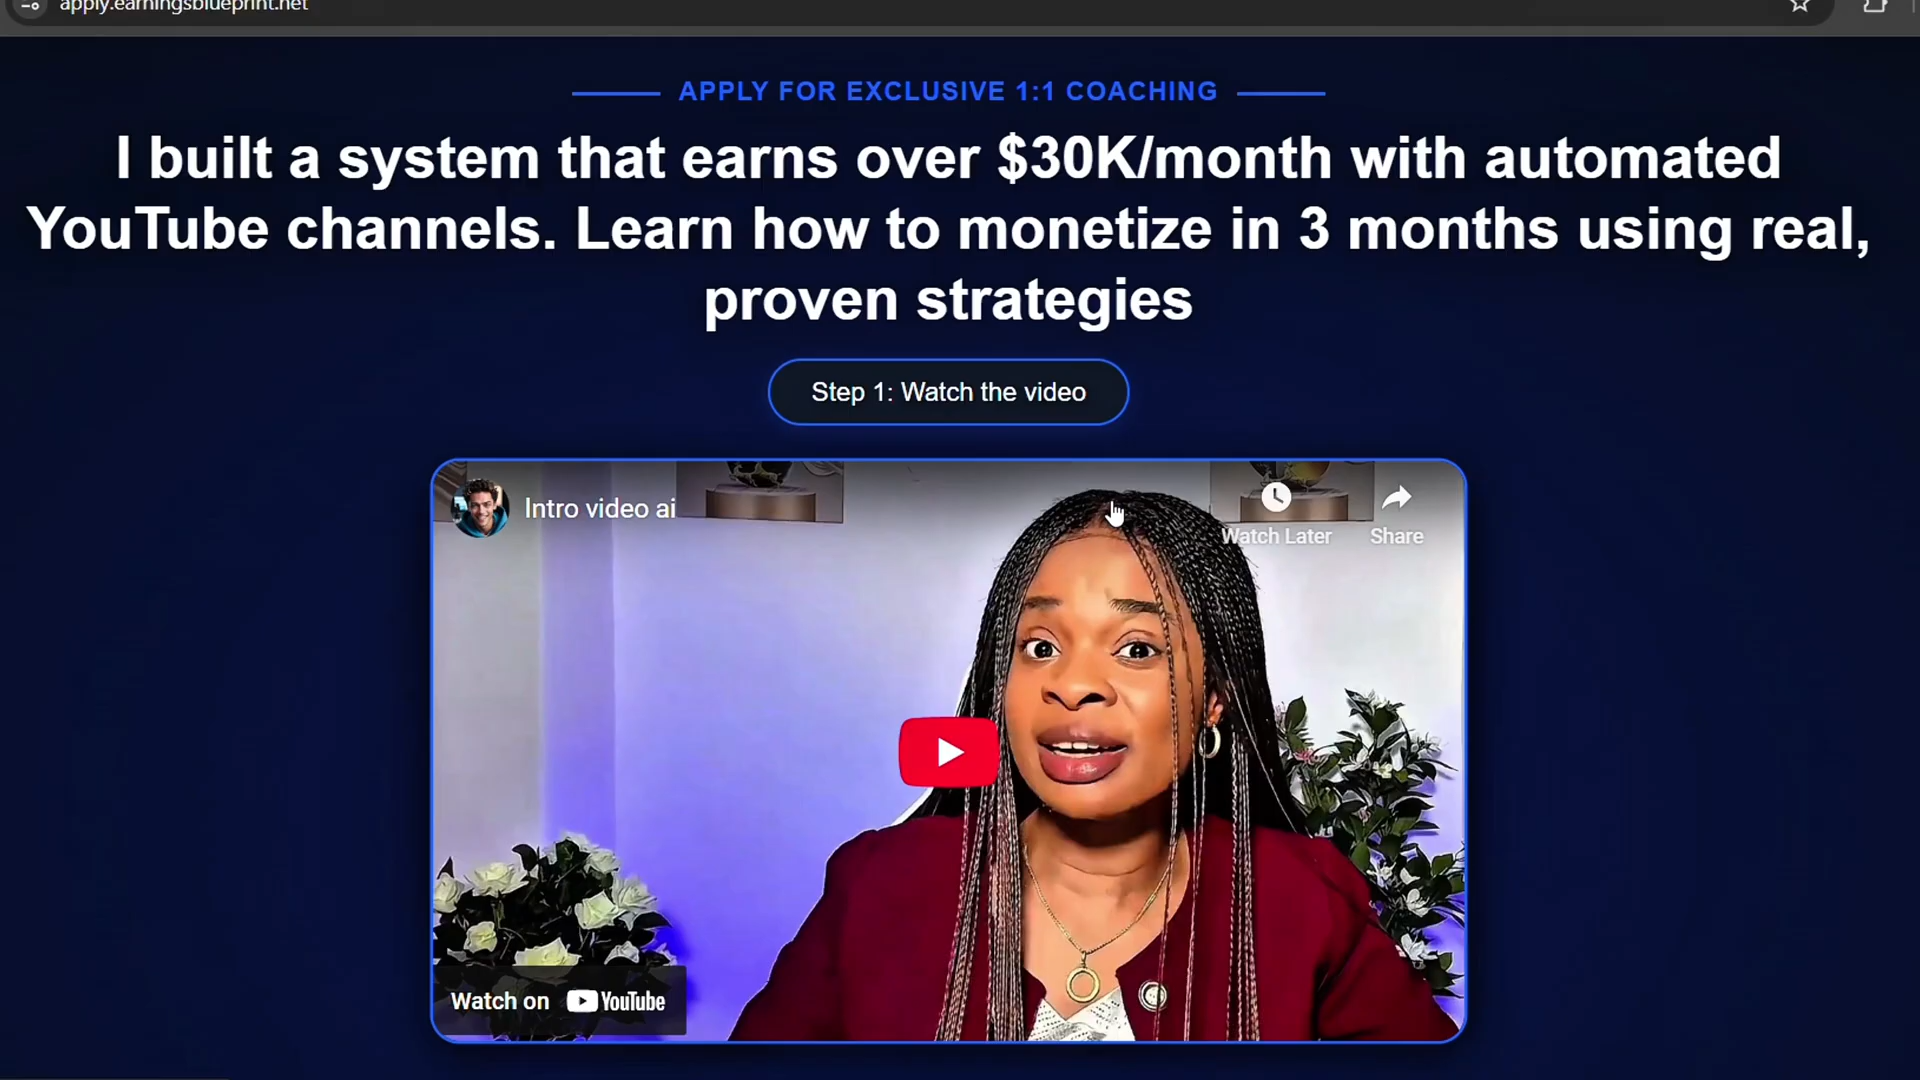 apply.earningsblueprint.net
APPLY FOR EXCLUSIVE 1:1 COACHING
I built a system that earns over $30K/month with automated
YouTube channels. Learn how to monetize in 3 months using real,
proven strategies
Step 1: Watch the video
Intro video ai
Watch Later
Share
Watch on YouTube